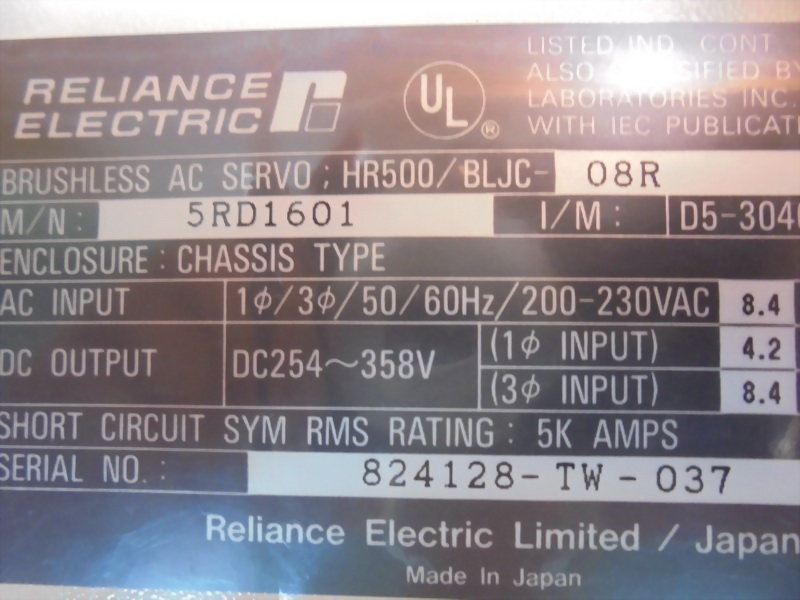 RELIANCE
ELECTRIC
UL ®
LISTED IND. CONT.
ALSO CLASSIFIED BY
LABORATORIES INC.
WITH IEC
BRUSHLESS AC SERVO ; HR500/BLJC- 08R
M/N : 5RD1601 I/M :
ENCLOSURE : CHASSIS TYPE
AC INPUT 1φ/3φ/50/60Hz/200-230VAC 8.4
DC OUTPUT DC254～358V (1φ INPUT) 4.2
(3φ INPUT) 8.4
SHORT CIRCUIT SYM RMS RATING : 5K AMPS
SERIAL NO. : 824128-TW-037
Reliance Electric Limited / Japan
Made In Japan